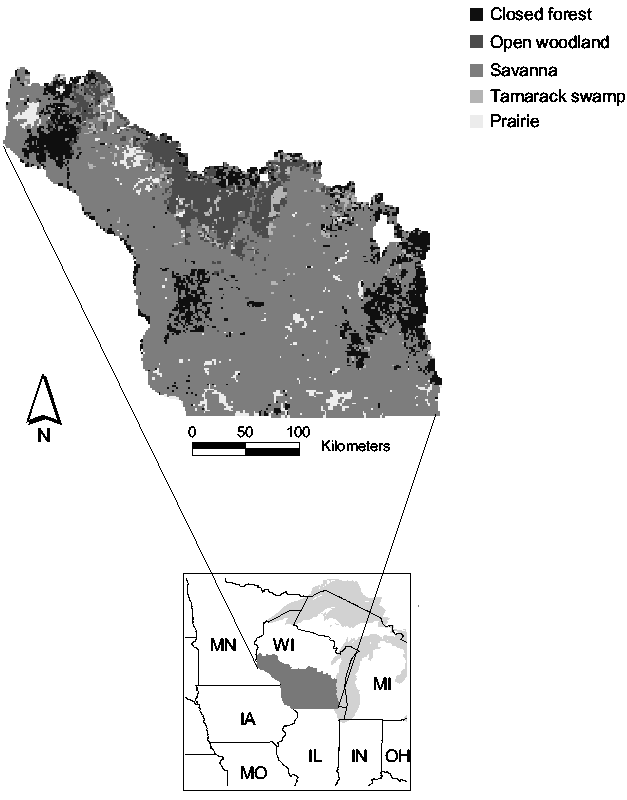 Closed forest
Open woodland
Savanna
Tamarack swamp
Prairie
N
0 50 100
Kilometers
MN
WI
MI
IA
IL
IN
OH
MO